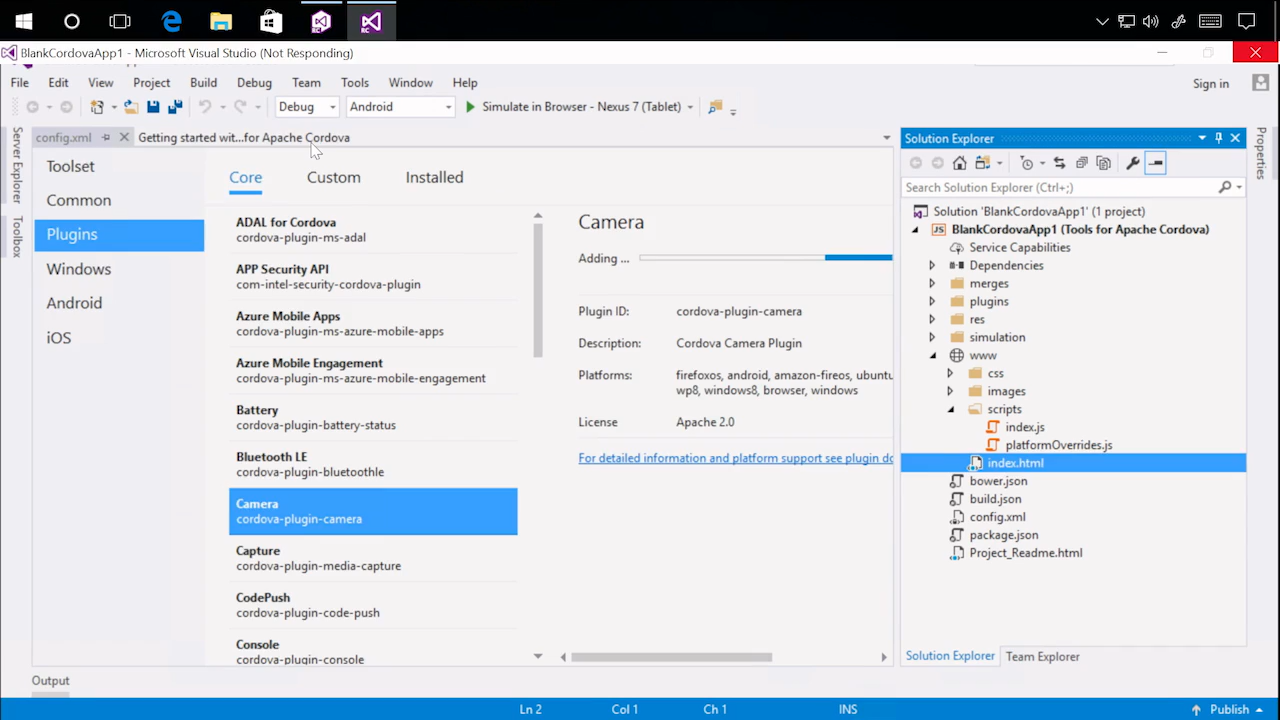 BlankCordovaApp1 - Microsoft Visual Studio (Not Responding)
File Edit View Project Build Debug Team Tools Window Help Sign in
Debug Android Simulate in Browser - Nexus 7 (Tablet)
Server Explorer
Toolbox
config.xml Getting started wit...for Apache Cordova
Toolset
Common
Plugins
Windows
Android
iOS
Core Custom Installed
ADAL for Cordova
cordova-plugin-ms-adal
APP Security API
com-intel-security-cordova-plugin
Azure Mobile Apps
cordova-plugin-ms-azure-mobile-apps
Azure Mobile Engagement
cordova-plugin-ms-azure-mobile-engagement
Battery
cordova-plugin-battery-status
Bluetooth LE
cordova-plugin-bluetoothle
Camera
cordova-plugin-camera
Capture
cordova-plugin-media-capture
CodePush
cordova-plugin-code-push
Console
cordova-plugin-console
Camera
Adding ...
Plugin ID: cordova-plugin-camera
Description: Cordova Camera Plugin
Platforms: firefoxos, android, amazon-fireos, ubuntu
wp8, windows8, browser, windows
License Apache 2.0
For detailed information and platform support see plugin do
Solution Explorer
Search Solution Explorer (Ctrl+;)
Solution 'BlankCordovaApp1' (1 project)
JS BlankCordovaApp1 (Tools for Apache Cordova)
Service Capabilities
Dependencies
merges
plugins
res
simulation
www
css
images
scripts
index.js
platformOverrides.js
index.html
bower.json
build.json
config.xml
package.json
Project_Readme.html
Solution Explorer Team Explorer
Properties
Output
Ln 2 Col 1 Ch 1 INS Publish